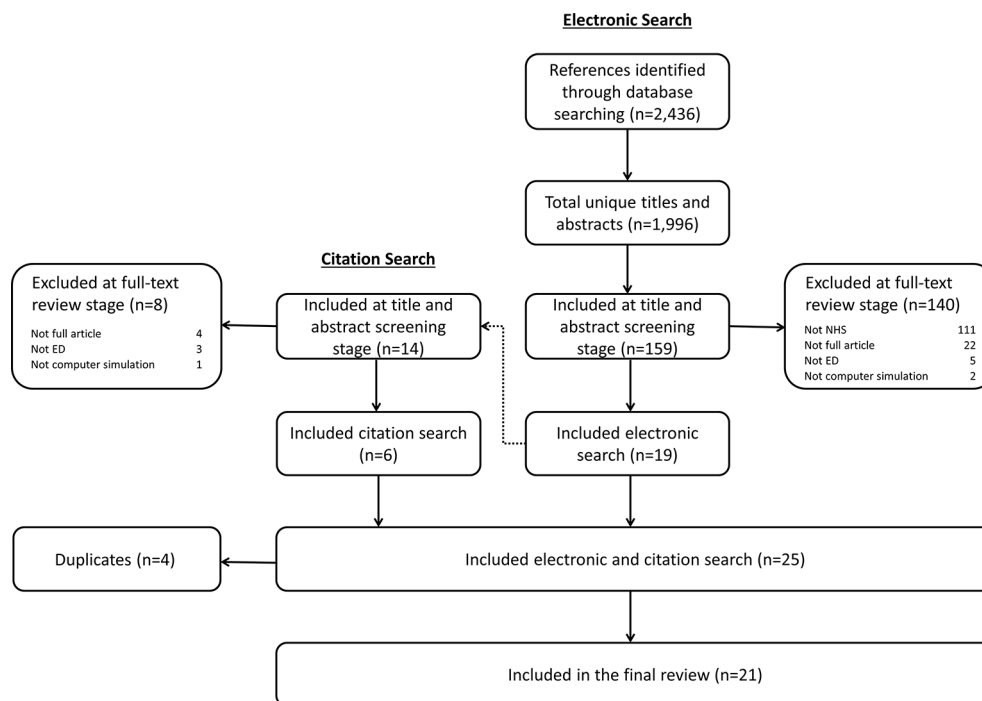 Electronic Search
References identified
through database
searching (n=2,436)
Total unique titles and
abstracts (n=1,996)
Citation Search
Excluded at full-text
review stage (n=8)
Not full article 4
Not ED 3
Not computer simulation 1
Included at title and
abstract screening
stage (n=14)
Included at title and
abstract screening
stage (n=159)
Excluded at full-text
review stage (n=140)
Not NHS 111
Not full article 22
Not ED 5
Not computer simulation 2
Included citation search
(n=6)
Included electronic
search (n=19)
Duplicates (n=4)
Included electronic and citation search (n=25)
Included in the final review (n=21)